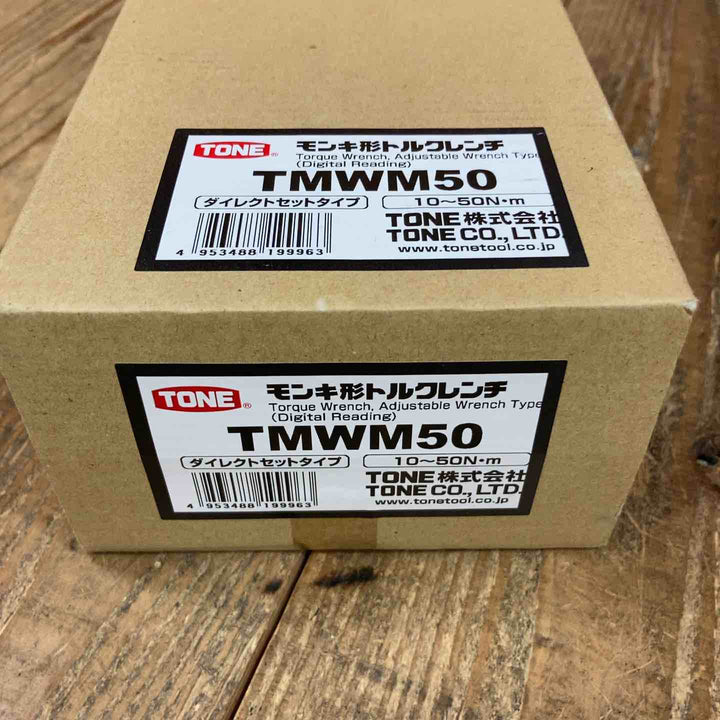 TONE® モンキ形トルクレンチ
Torque Wrench, Adjustable Wrench Type
(Digital Reading)
TMWM50
ダイレクトセットタイプ 10〜50N・m
TONE株式会社
TONE CO., LTD.
www.tonetool.co.jp
4 953488 199963
TONE® モンキ形トルクレンチ
Torque Wrench, Adjustable Wrench Type
(Digital Reading)
TMWM50
ダイレクトセットタイプ 10〜50N・m
TONE株式会社
TONE CO., LTD.
www.tonetool.co.jp
4 953488 199963